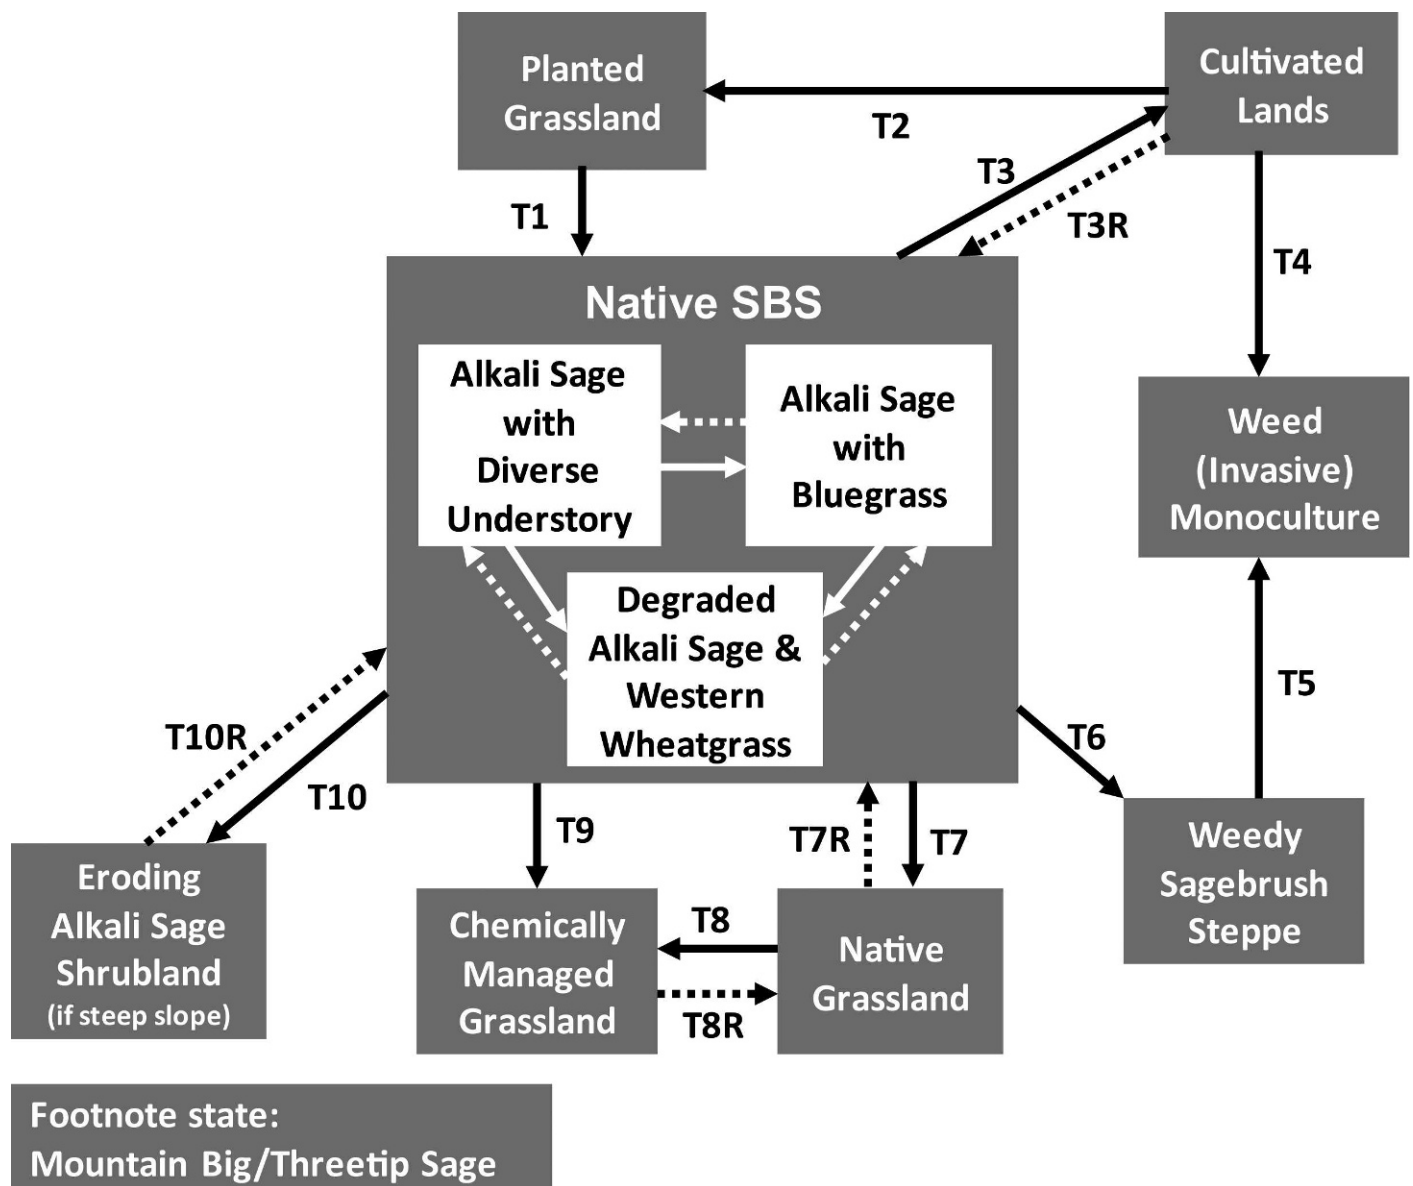 Planted
Grassland
Cultivated
Lands
T2
T3
T3R
T1
T4
Native SBS
Alkali Sage
with
Diverse
Understory
Alkali Sage
with
Bluegrass
Weed
(Invasive)
Monoculture
Degraded
Alkali Sage &
Western
Wheatgrass
T5
T6
T10R
T10
T9
T7R
T7
Weedy
Sagebrush
Steppe
Eroding
Alkali Sage
Shrubland
(if steep slope)
Chemically
Managed
Grassland
T8
T8R
Native
Grassland
Footnote state:
Mountain Big/Threetip Sage